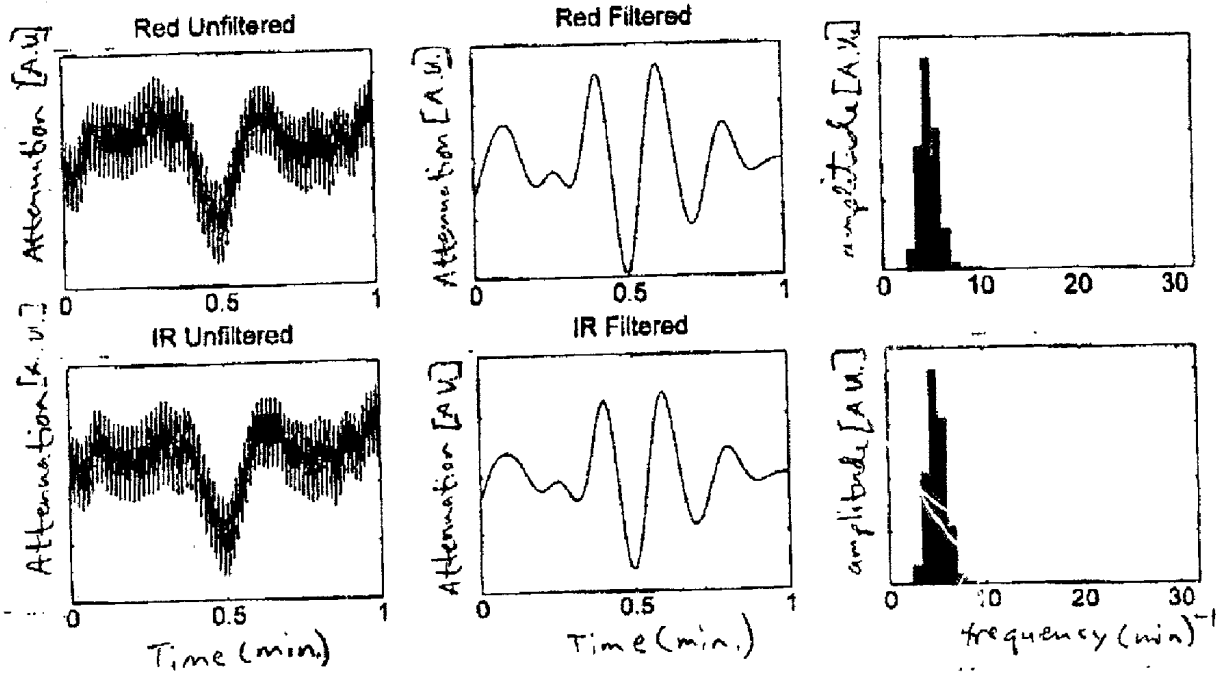 Red Unfiltered
Attenuation [A.U.]
0 0.5 1
Red Filtered
Attenuation [A.U.]
0 0.5 1
amplitude [A.U.]
0 10 20 30
IR Unfiltered
Attenuation [A.U.]
0 0.5 1
Time (min.)
IR Filtered
Attenuation [A U.]
0 0.5 1
Time (min.)
amplitude [A U.]
0 10 20 30
frequency (min)⁻¹